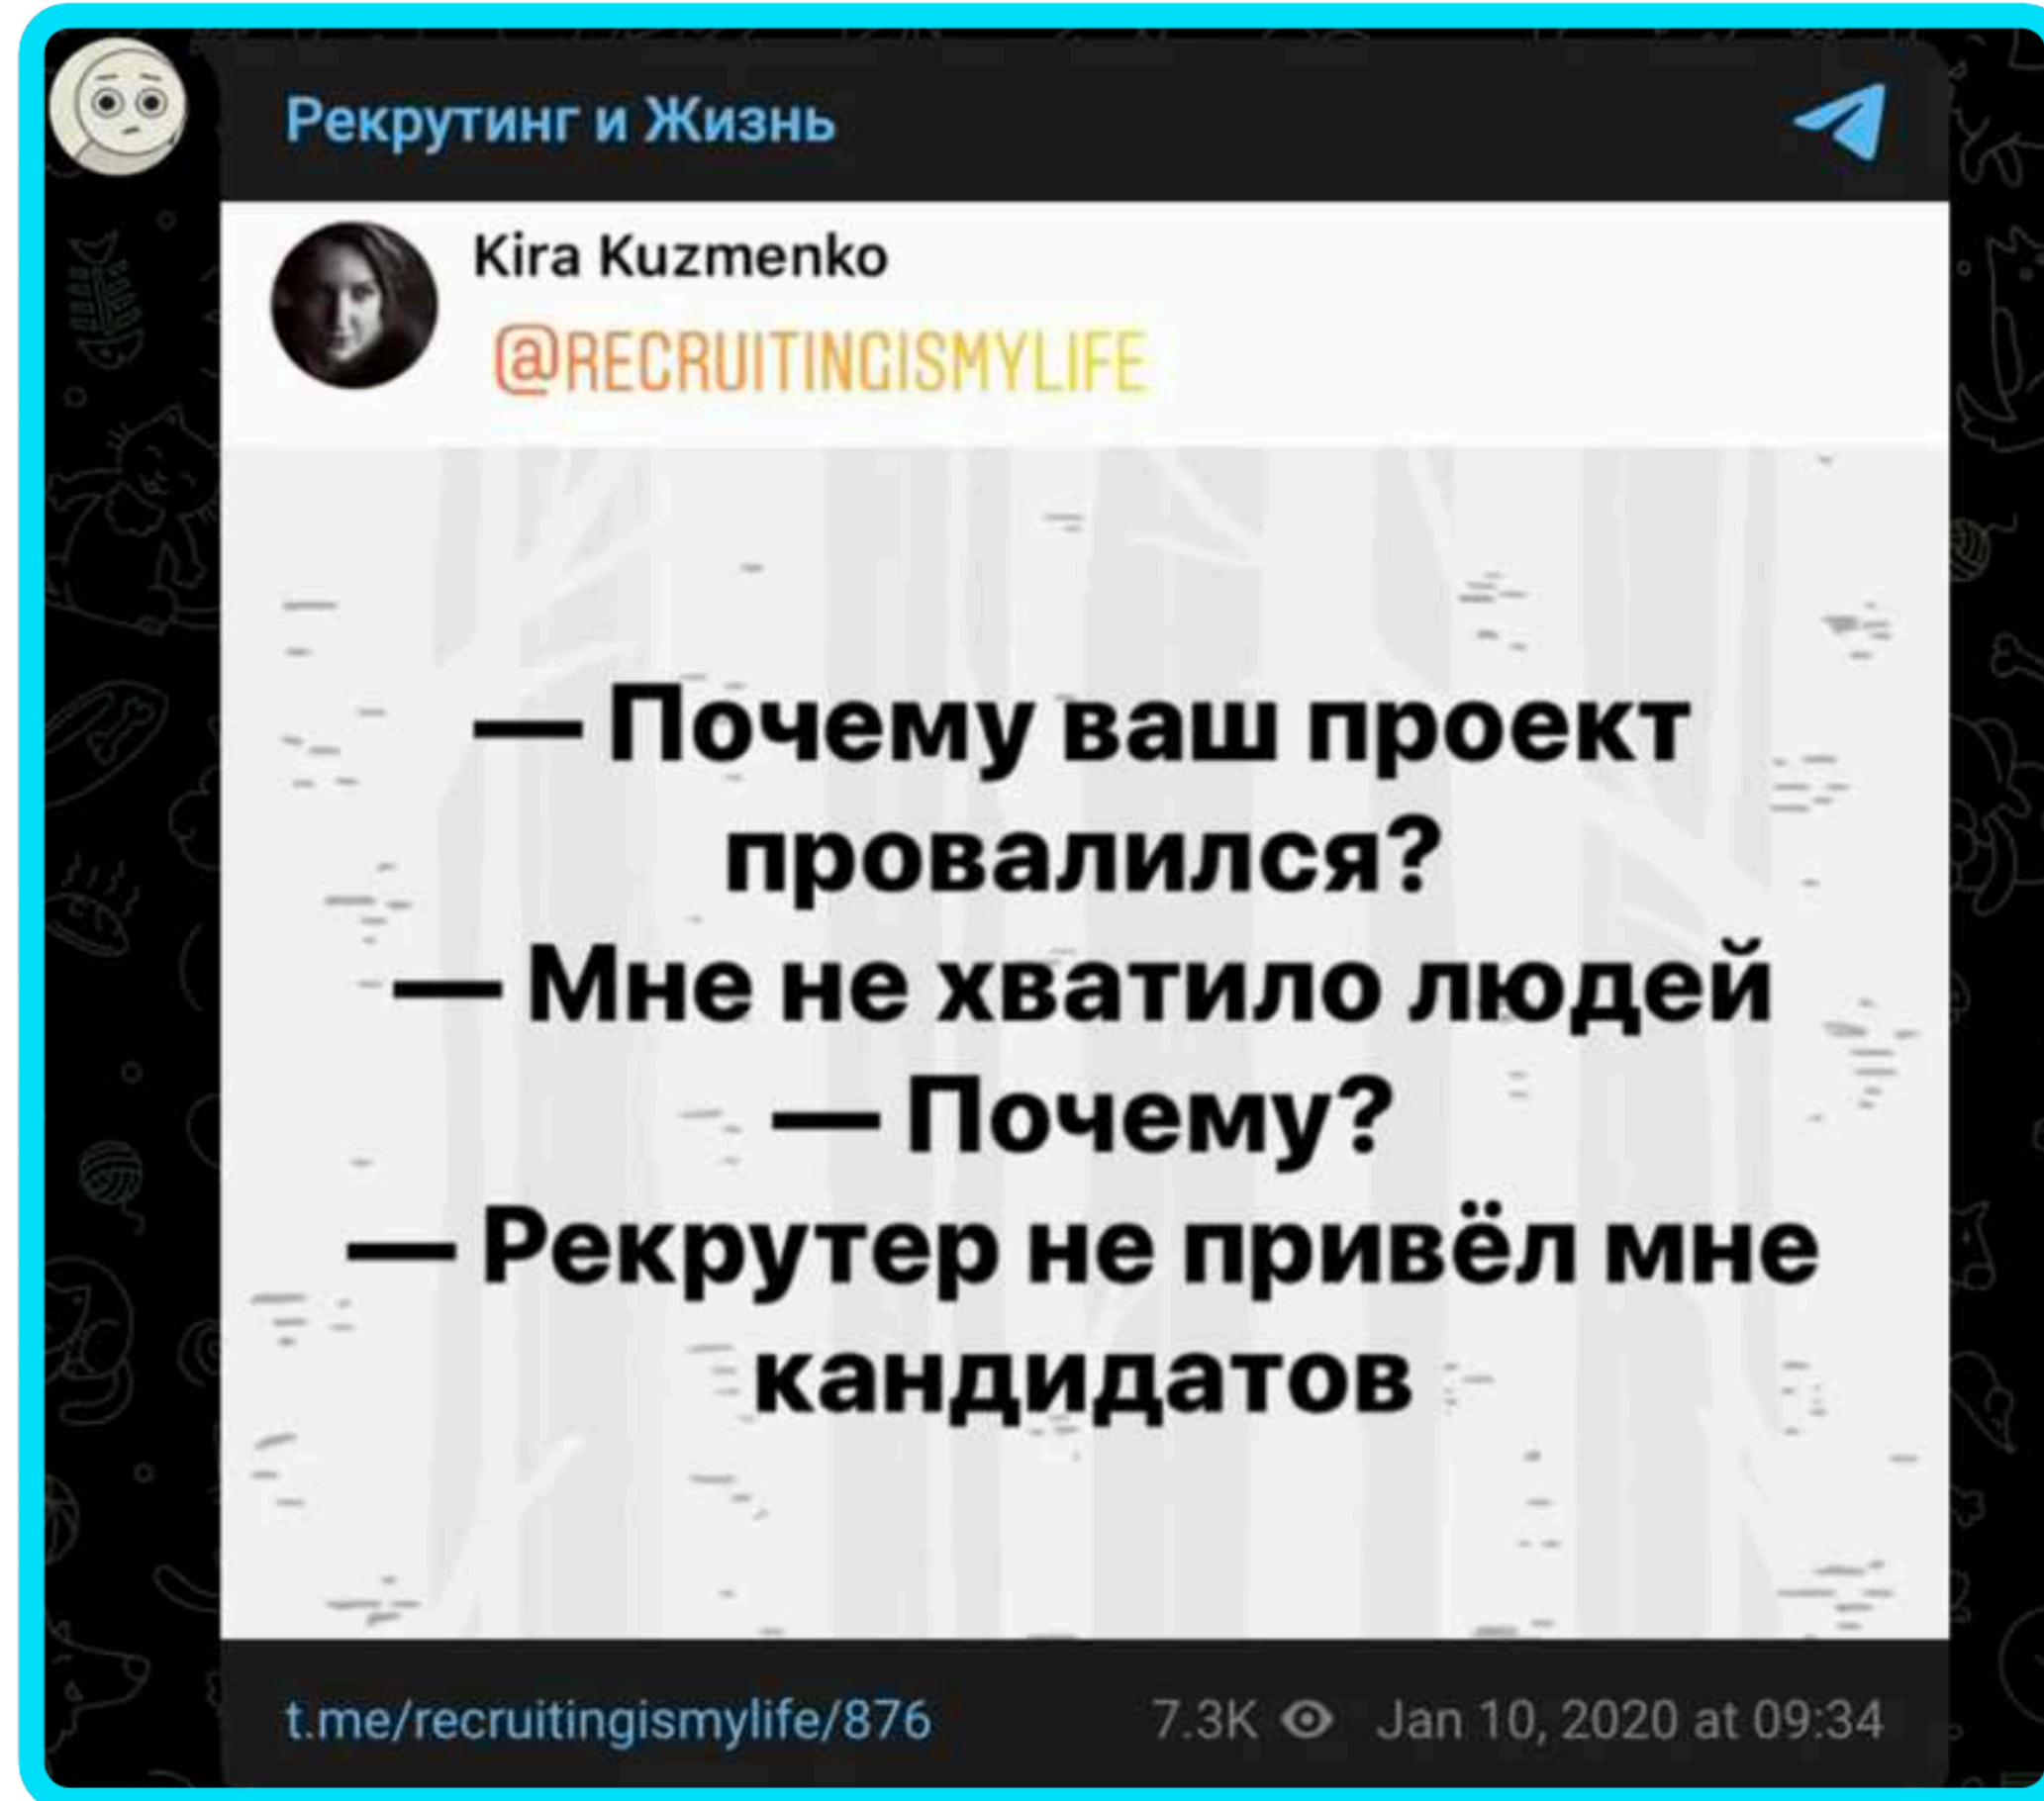 Рекрутинг и Жизнь
Kira Kuzmenko
@RECRUITINGISMYLIFE
— Почему ваш проект
провалился?
— Мне не хватило людей
— Почему?
— Рекрутер не привёл мне
кандидатов
t.me/recruitingismylife/876 7.3K Jan 10, 2020 at 09:34